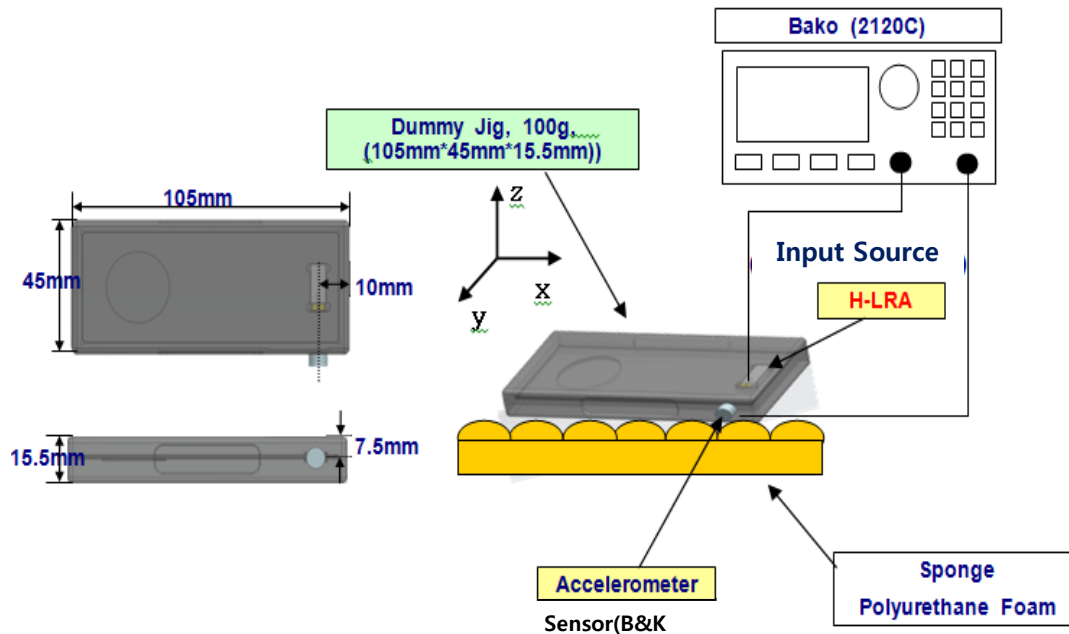 Bako (2120C)
Dummy Jig, 100g,
(105mm*45mm*15.5mm))
105mm
45mm
10mm
z
x
y
Input Source
H-LRA
15.5mm
7.5mm
Accelerometer
Sensor(B&K
Sponge
Polyurethane Foam